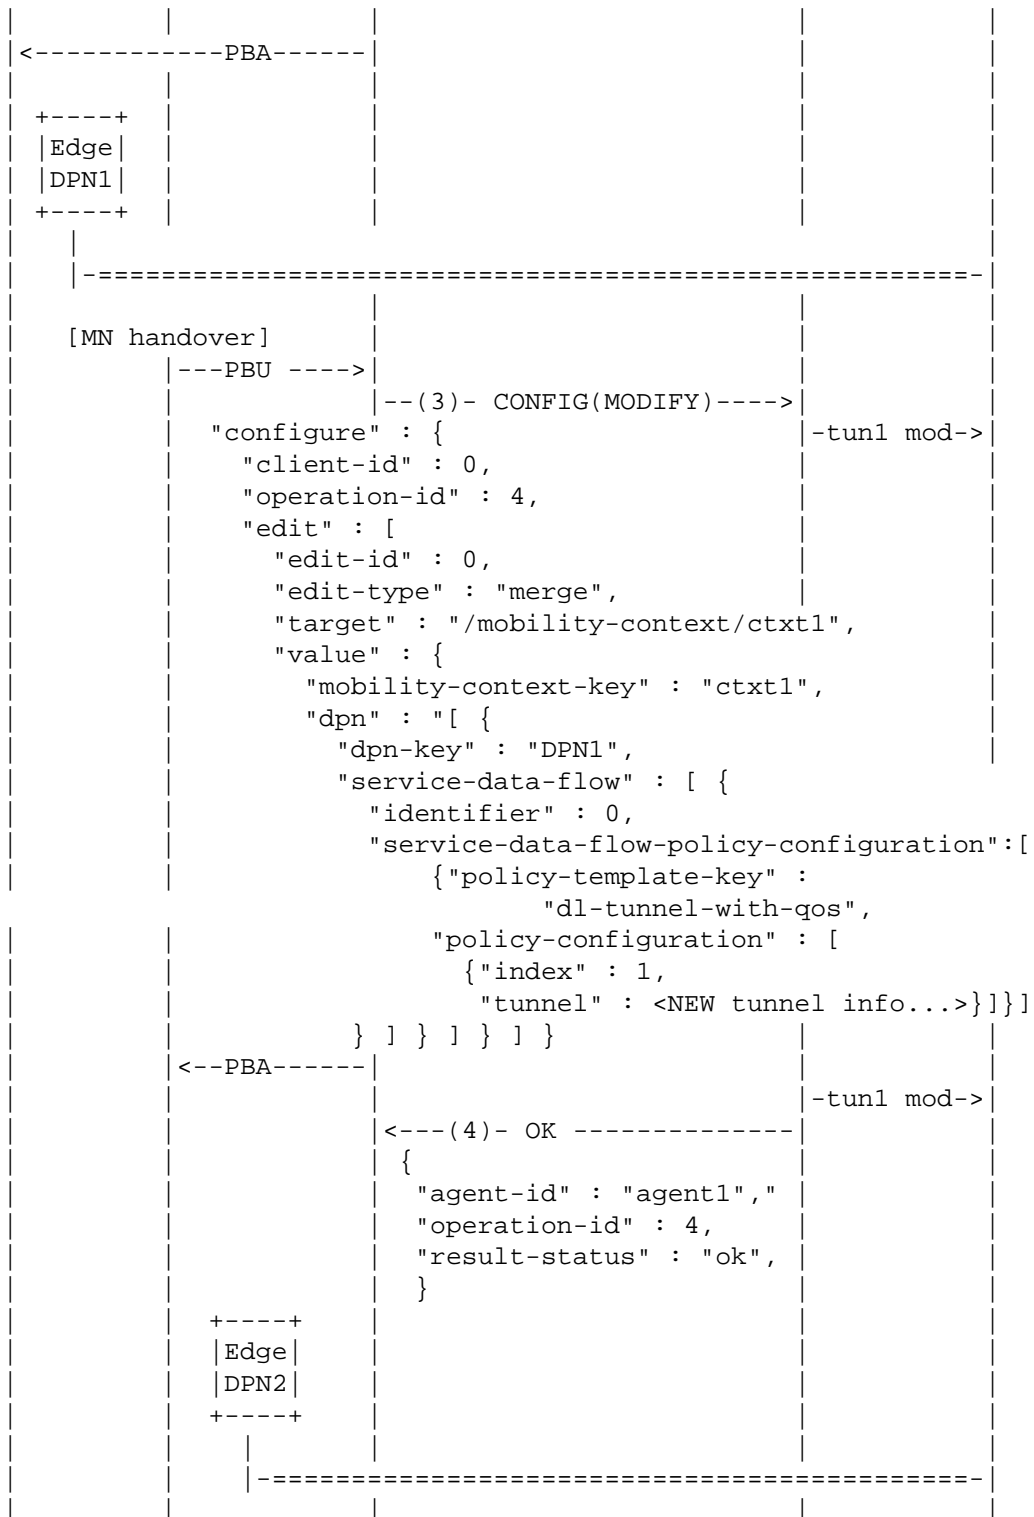 |         |            |                          |           |
|<------------PBA------|                          |           |
|         |            |                          |           |
| +----+  |            |                          |           |
| |Edge|  |            |                          |           |
| |DPN1|  |            |                          |           |
| +----+  |            |                          |           |
|   |                                                         |
|   |-=======================================================-|
|                      |                          |           |
|   [MN handover]      |                          |           |
|         |---PBU ---->|                          |           |
|         |            |--(3)- CONFIG(MODIFY)---->|           |
|         |  "configure" : {                      |-tun1 mod->|
|         |    "client-id" : 0,                   |           |
|         |    "operation-id" : 4,                |           |
|         |    "edit" : [                         |           |
|         |      "edit-id" : 0,                   |           |
|         |      "edit-type" : "merge",           |           |
|         |      "target" : "/mobility-context/ctxt1",        |
|         |      "value" : {                                  |
|         |        "mobility-context-key" : "ctxt1",          |
|         |        "dpn" : "[ {                               |
|         |          "dpn-key" : "DPN1",                      |
|         |          "service-data-flow" : [ {
|         |            "identifier" : 0,
|         |            "service-data-flow-policy-configuration":[
|         |                {"policy-template-key" :
                                  "dl-tunnel-with-qos",
|         |                "policy-configuration" : [
|         |                  {"index" : 1,
|         |                   "tunnel" : <NEW tunnel info...>}]}]
|         |           } ] } ] } ] }               |           |
|         |<--PBA------|                          |           |
|         |            |                          |-tun1 mod->|
|         |            |<---(4)- OK --------------|           |
|         |            | {                        |           |
|         |            |  "agent-id" : "agent1"," |           |
|         |            |  "operation-id" : 4,     |           |
|         |            |  "result-status" : "ok", |           |
|         |            |  }                       |           |
|         |  +----+    |                          |           |
|         |  |Edge|    |                          |           |
|         |  |DPN2|    |                          |           |
|         |  +----+    |                          |           |
|         |    |       |                          |           |
|         |    |-============================================-|
|         |            |                          |           |